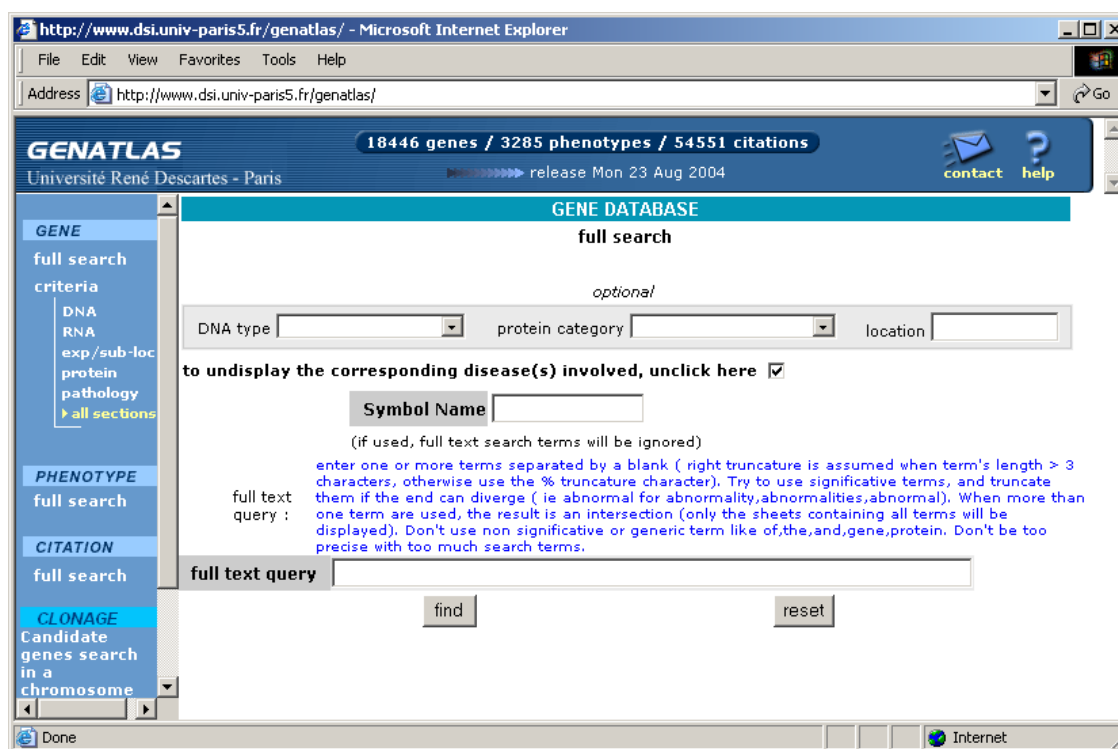 http://www.dsi.univ-paris5.fr/genatlas/ - Microsoft Internet Explorer
File Edit View Favorites Tools Help
Address http://www.dsi.univ-paris5.fr/genatlas/ Go
GENATLAS
Université René Descartes - Paris
18446 genes / 3285 phenotypes / 54551 citations
release Mon 23 Aug 2004
contact help
GENE
full search
criteria
DNA
RNA
exp/sub-loc
protein
pathology
all sections
PHENOTYPE
full search
CITATION
full search
CLONAGE
Candidate
genes search
in a
chromosome
GENE DATABASE
full search
optional
DNA type protein category location
to undisplay the corresponding disease(s) involved, unclick here
Symbol Name
(if used, full text search terms will be ignored)
full text
query :
enter one or more terms separated by a blank ( right truncature is assumed when term's length > 3
characters, otherwise use the % truncature character). Try to use significative terms, and truncate
them if the end can diverge ( ie abnormal for abnormality,abnormalities,abnormal). When more than
one term are used, the result is an intersection (only the sheets containing all terms will be
displayed). Don't use non significative or generic term like of,the,and,gene,protein. Don't be too
precise with too much search terms.
full text query
find reset
Done Internet